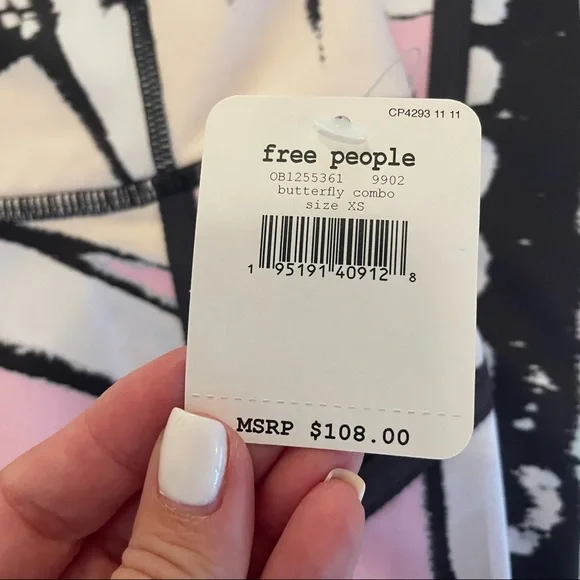 CP4293 11 11
free people
OB1255361 9902
butterfly combo
size XS
1 95191 40912 8
MSRP $108.00